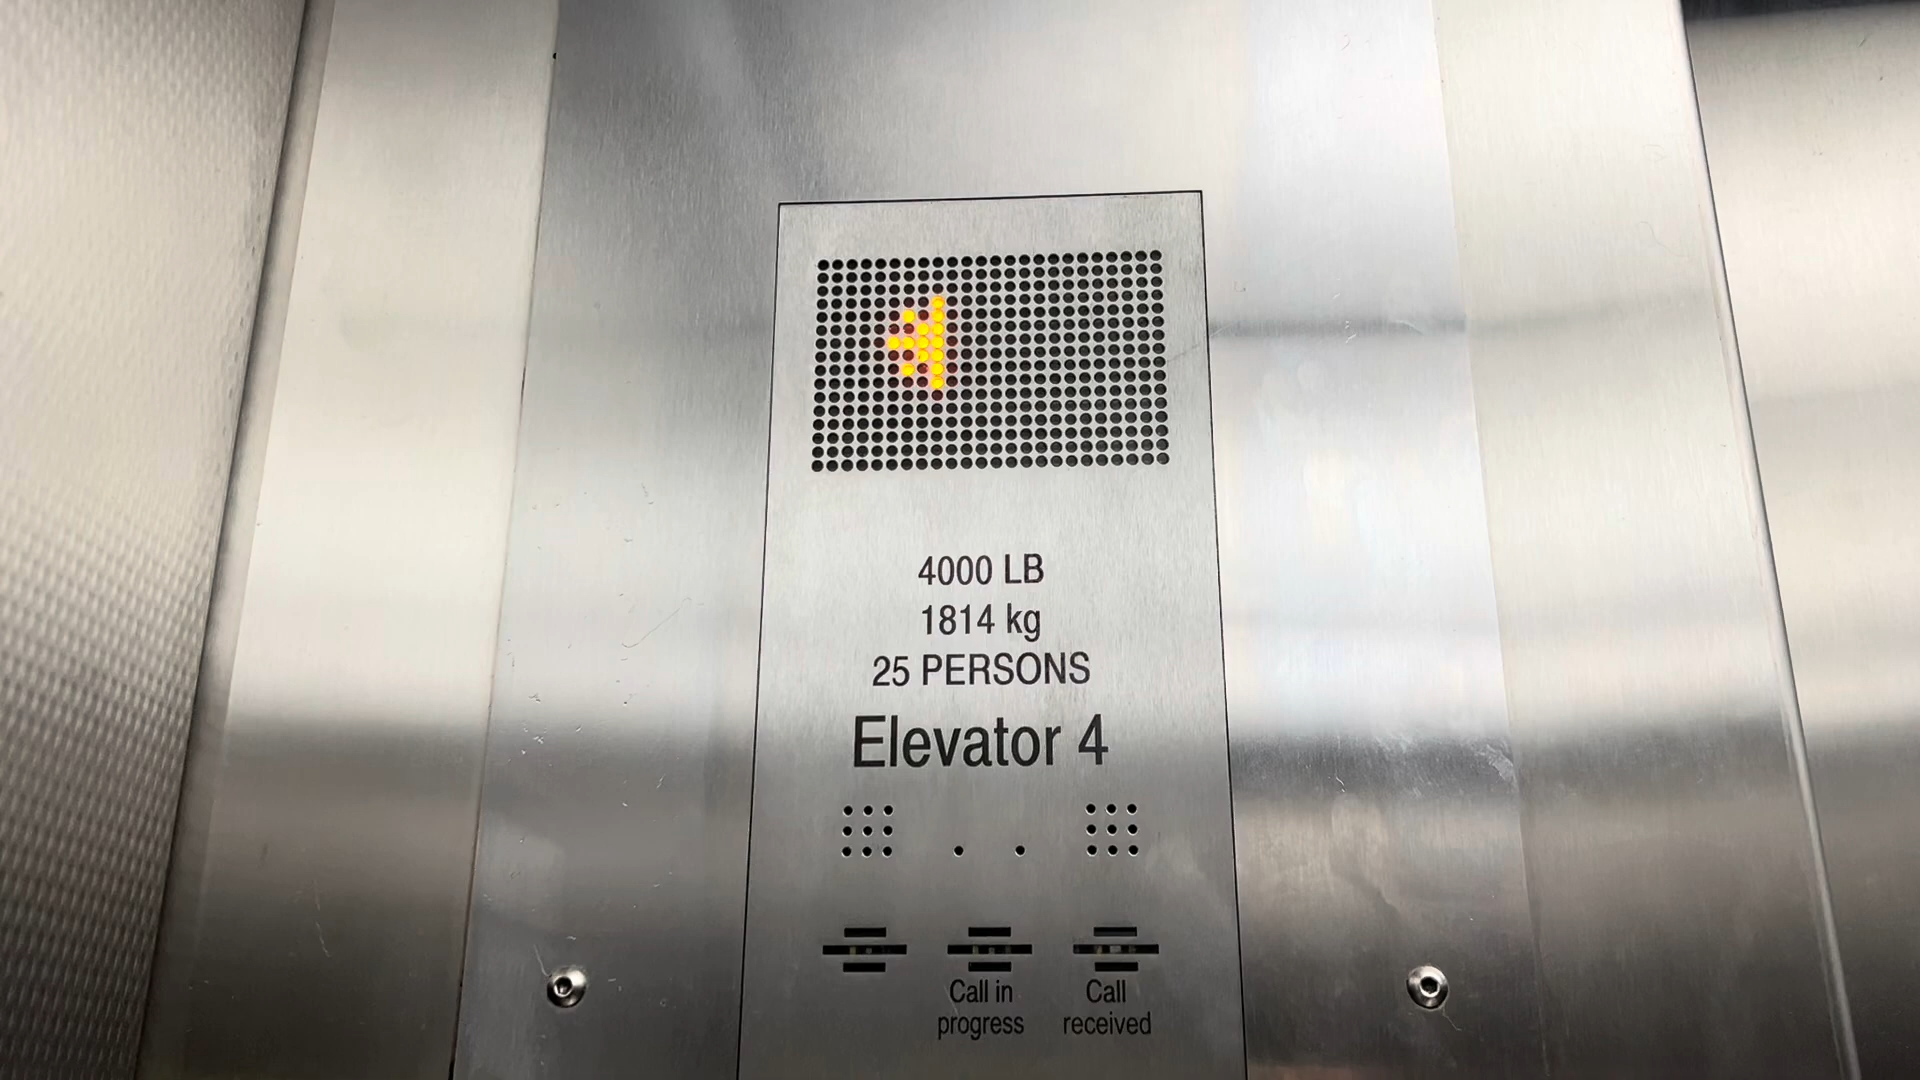 4000 LB
1814 kg
25 PERSONS
Elevator 4
Call in
progress
Call
received